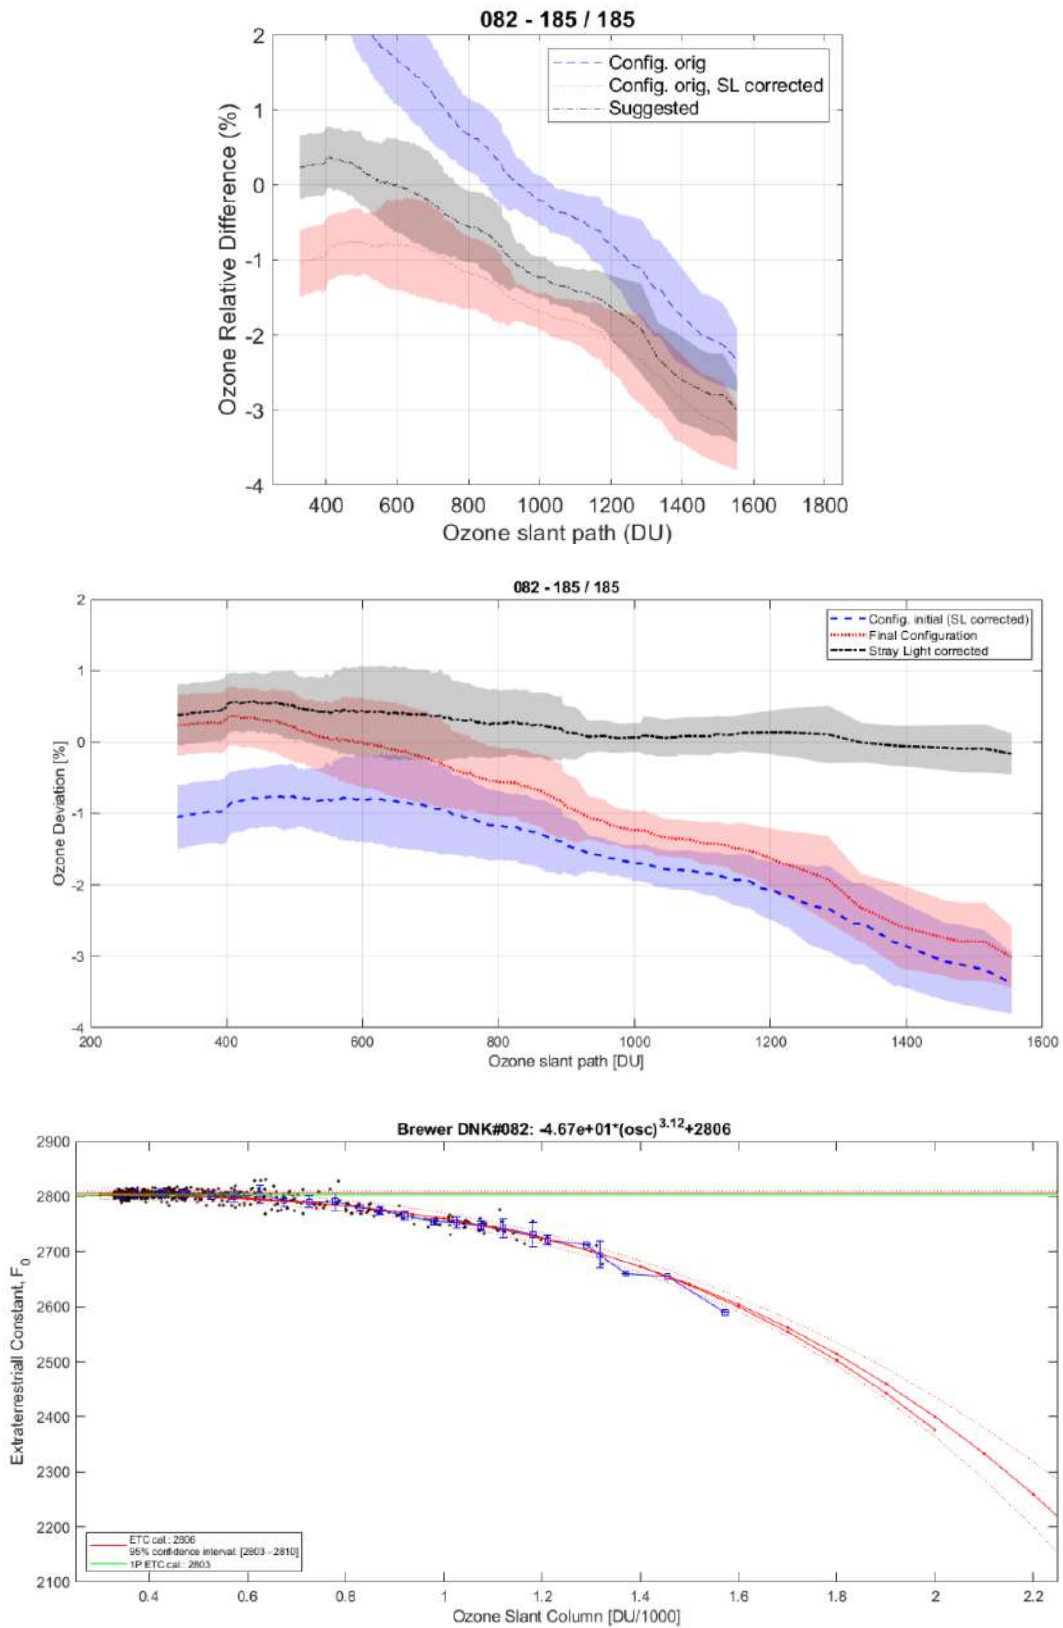 082 - 185 / 185
2
1
0
-1
-2
-3
-4
Ozone Relative Difference (%)
Config. orig
Config. orig, SL corrected
Suggested
400 600 800 1000 1200 1400 1600 1800
Ozone slant path (DU)
082 - 185 / 185
2
1
0
-1
-2
-3
-4
Ozone Deviation [%]
Config. initial (SL corrected)
Final Configuration
Stray Light corrected
200 400 600 800 1000 1200 1400 1600
Ozone slant path [DU]
Brewer DNK#082: -4.67e+01*(osc)^3.12+2806
2900
2800
2700
2600
2500
2400
2300
2200
2100
Extraterrestriall Constant, F_0
ETC cal.: 2806
95% confidence interval: [2803 - 2810]
1P ETC cal.: 2803
0.4 0.6 0.8 1 1.2 1.4 1.6 1.8 2 2.2
Ozone Slant Column [DU/1000]